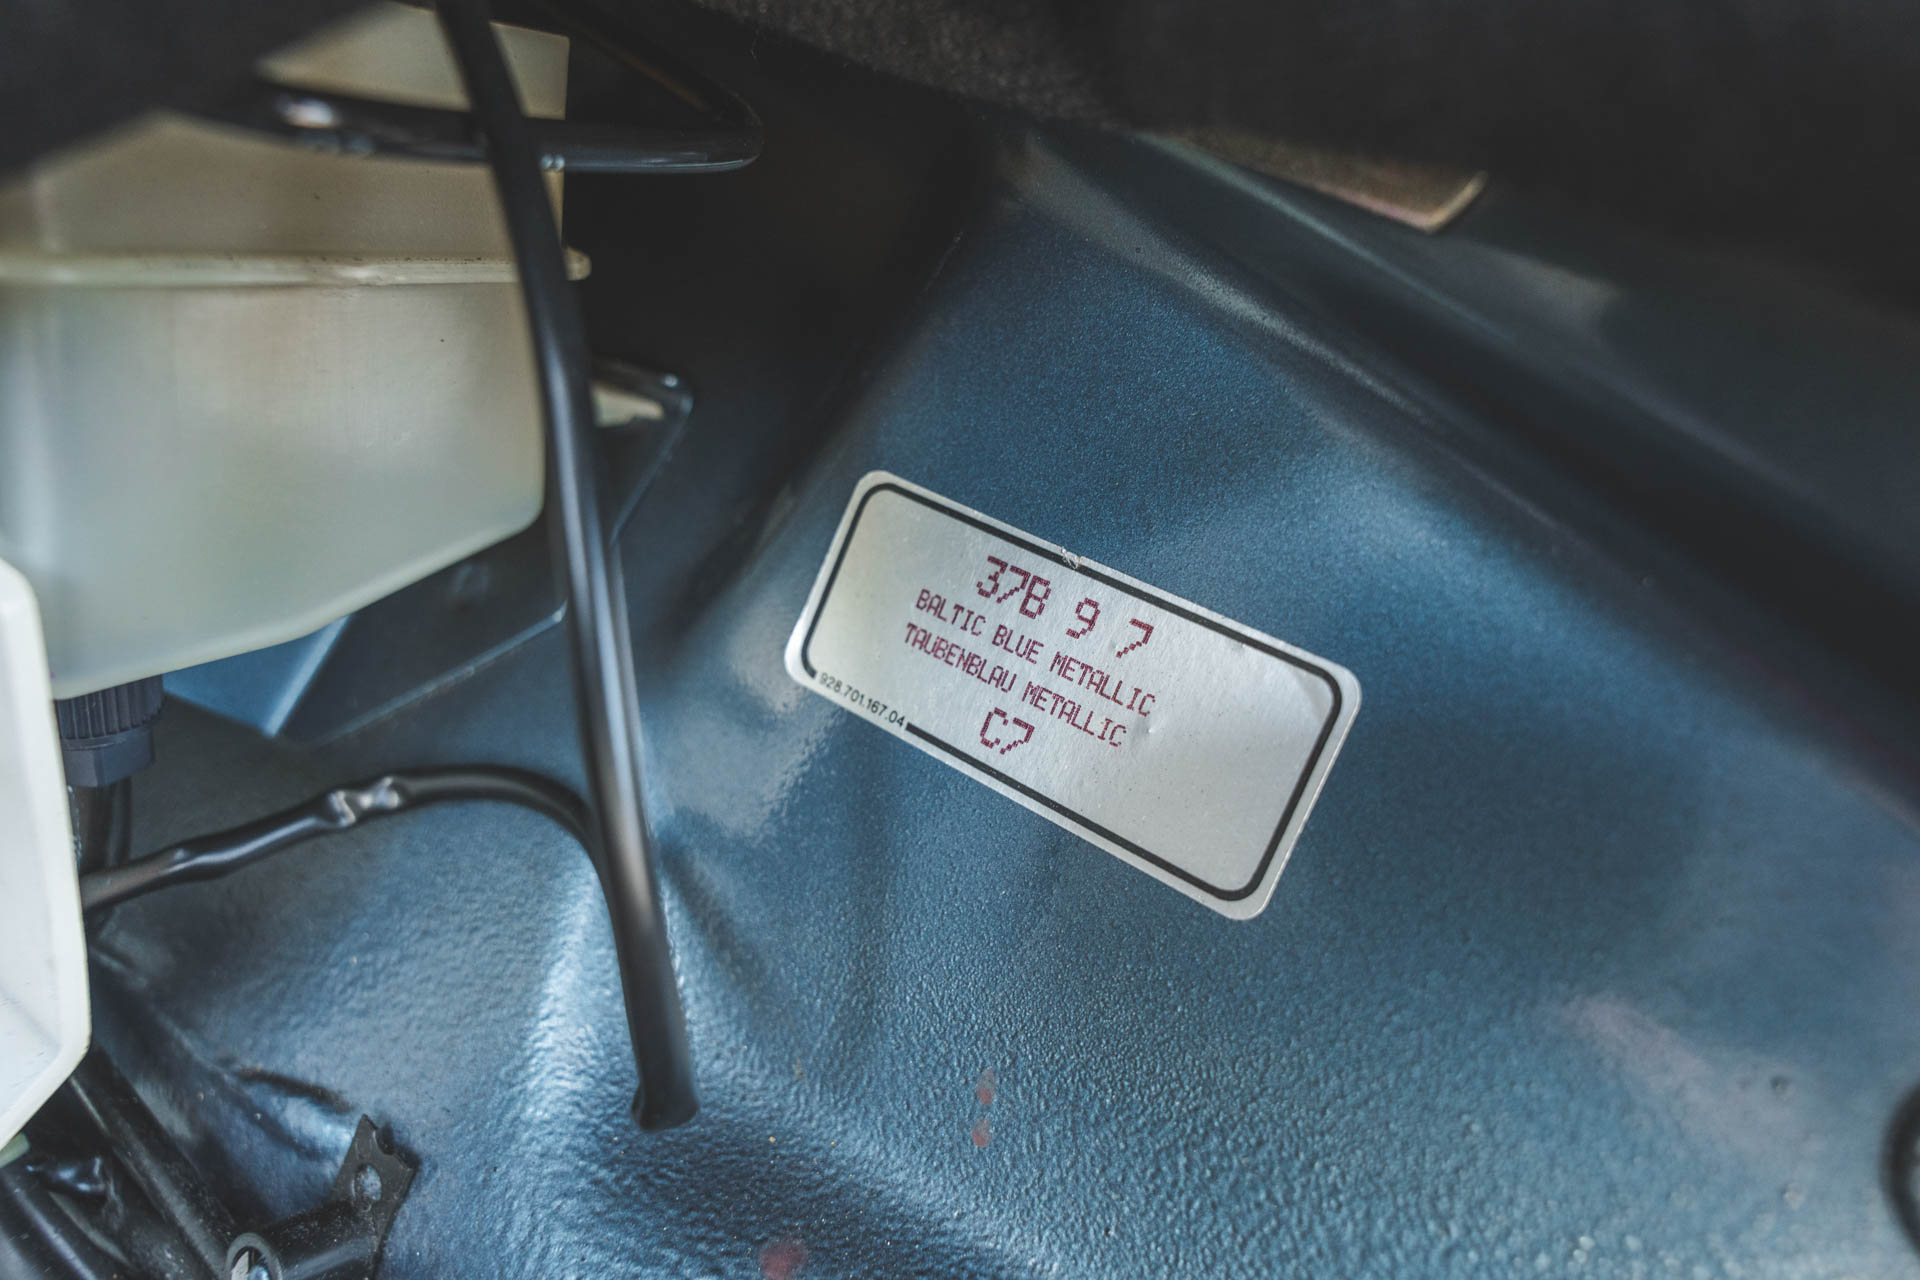 37B 9 7
BALTIC BLUE METALLIC
TAUBENBLAU METALLIC
C7
928.701.167.04